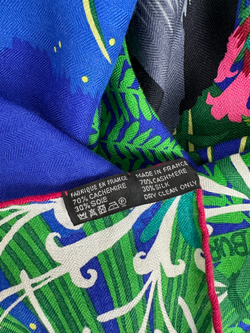 FABRIQUÉ EN FRANCE
70% CACHEMIRE
30% SOIE
MADE IN FRANCE
70% CASHMERE
30% SILK
DRY CLEAN ONLY